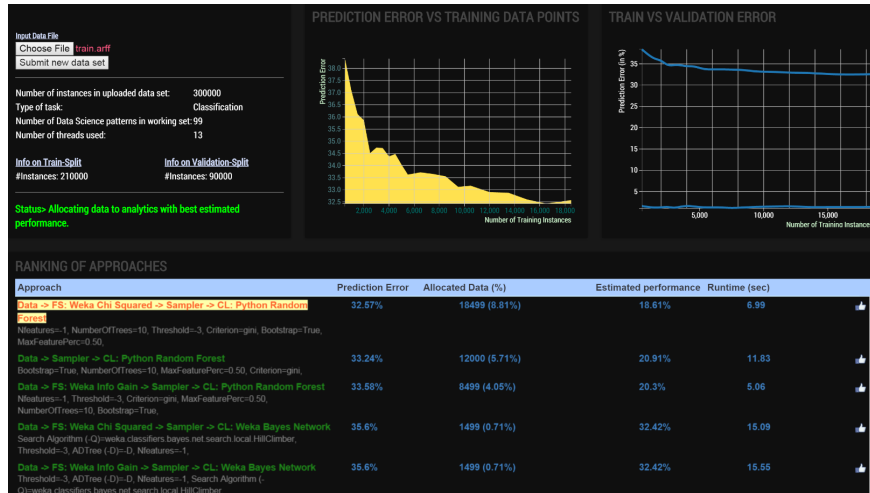 PREDICTION ERROR VS TRAINING DATA POINTS
TRAIN VS VALIDATION ERROR
Input Data File
Choose File train.arff
Submit new data set
Number of instances in uploaded data set: 300000
Type of task: Classification
Number of Data Science patterns in working set: 99
Number of threads used: 13
Info on Train-Split Info on Validation-Split
#Instances: 210000 #Instances: 90000
Status> Allocating data to analytics with best estimated
performance.
Prediction Error
38.0
37.5
37.0
36.5
36.0
35.5
35.0
34.5
34.0
33.5
33.0
32.5
2,000 4,000 6,000 8,000 10,000 12,000 14,000 16,000 18,000
Number of Training Instances
Prediction Error (in %)
35
30
25
20
15
10
5
5,000 10,000 15,000
Number of Training Instances
RANKING OF APPROACHES
Approach Prediction Error Allocated Data (%) Estimated performance Runtime (sec)
Data -> FS: Weka Chi Squared -> Sampler -> CL: Python Random 32.57% 18499 (8.81%) 18.61% 6.99
Forest
Nfeatures=-1, NumberOfTrees=10, Threshold=-3, Criterion=gini, Bootstrap=True,
MaxFeaturePerc=0.50,
Data -> Sampler -> CL: Python Random Forest 33.24% 12000 (5.71%) 20.91% 11.83
Bootstrap=True, NumberOfTrees=10, MaxFeaturePerc=0.50, Criterion=gini,
Data -> FS: Weka Info Gain -> Sampler -> CL: Python Random Forest 33.58% 8499 (4.05%) 20.3% 5.06
Nfeatures=-1, Threshold=-3, Criterion=gini, MaxFeaturePerc=0.50,
NumberOfTrees=10, Bootstrap=True,
Data -> FS: Weka Chi Squared -> Sampler -> CL: Weka Bayes Network 35.6% 1499 (0.71%) 32.42% 15.09
Search Algorithm (-Q)=weka.classifiers.bayes.net.search.local.HillClimber,
Threshold=-3, ADTree (-D)=-D, Nfeatures=-1,
Data -> FS: Weka Info Gain -> Sampler -> CL: Weka Bayes Network 35.6% 1499 (0.71%) 32.42% 15.55
Threshold=-3, ADTree (-D)=-D, Nfeatures=-1, Search Algorithm (-
Q)=weka.classifiers.bayes.net.search.local.HillClimber,